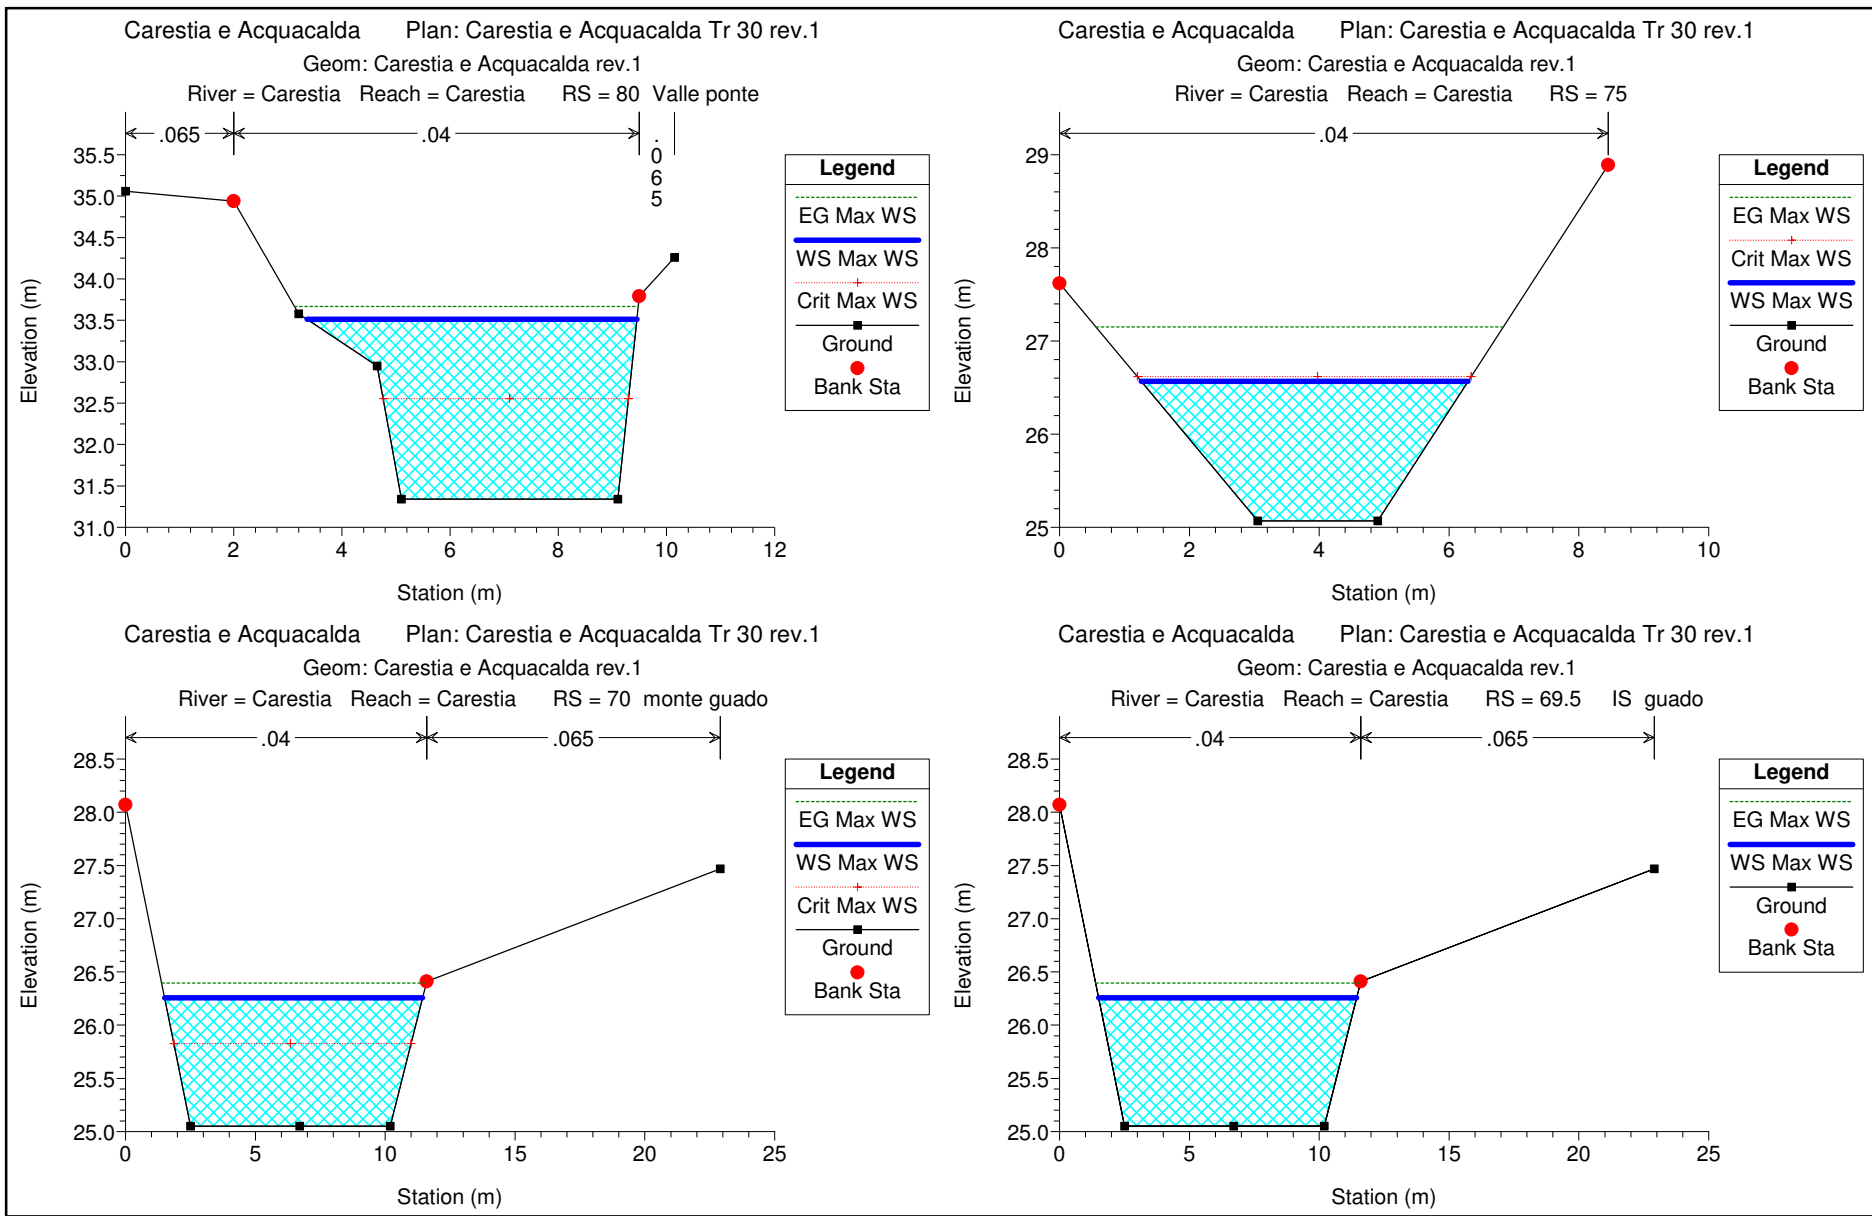 Carestia e Acquacalda Plan: Carestia e Acquacalda Tr 30 rev.1
Geom: Carestia e Acquacalda rev.1
River = Carestia Reach = Carestia RS = 80 Valle ponte
.065
.04
.065
35.5
35.0
34.5
34.0
33.5
33.0
32.5
32.0
31.5
31.0
Elevation (m)
0 2 4 6 8 10 12
Station (m)
Legend
EG Max WS
WS Max WS
Crit Max WS
Ground
Bank Sta
Carestia e Acquacalda Plan: Carestia e Acquacalda Tr 30 rev.1
Geom: Carestia e Acquacalda rev.1
River = Carestia Reach = Carestia RS = 75
.04
29
28
27
26
25
Elevation (m)
0 2 4 6 8 10
Station (m)
Legend
EG Max WS
Crit Max WS
WS Max WS
Ground
Bank Sta
Carestia e Acquacalda Plan: Carestia e Acquacalda Tr 30 rev.1
Geom: Carestia e Acquacalda rev.1
River = Carestia Reach = Carestia RS = 70 monte guado
.04
.065
28.5
28.0
27.5
27.0
26.5
26.0
25.5
25.0
Elevation (m)
0 5 10 15 20 25
Station (m)
Legend
EG Max WS
WS Max WS
Crit Max WS
Ground
Bank Sta
Carestia e Acquacalda Plan: Carestia e Acquacalda Tr 30 rev.1
Geom: Carestia e Acquacalda rev.1
River = Carestia Reach = Carestia RS = 69.5 IS guado
.04
.065
28.5
28.0
27.5
27.0
26.5
26.0
25.5
25.0
Elevation (m)
0 5 10 15 20 25
Station (m)
Legend
EG Max WS
WS Max WS
Ground
Bank Sta